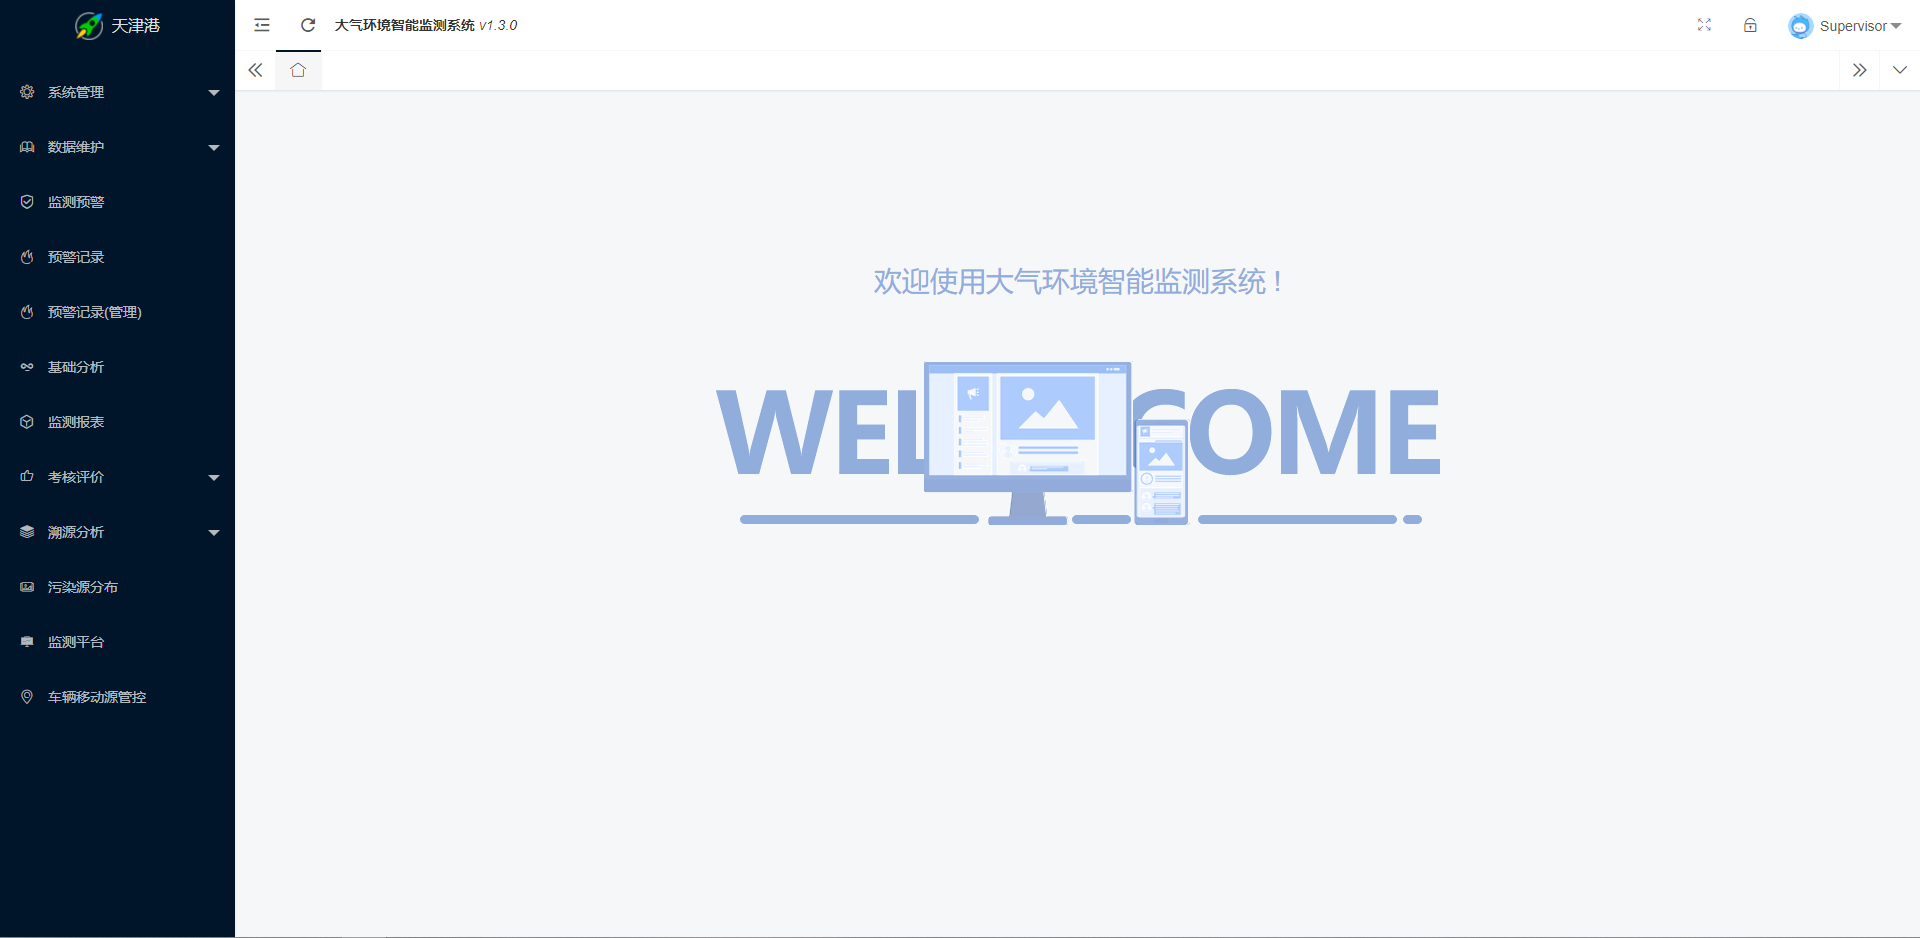 天津港
大气环境智能监测系统 v1.3.0
Supervisor
系统管理
数据维护
监测预警
预警记录
预警记录(管理)
基础分析
监测报表
考核评价
溯源分析
污染源分布
监测平台
车辆移动源管控
欢迎使用大气环境智能监测系统！
WELCOME